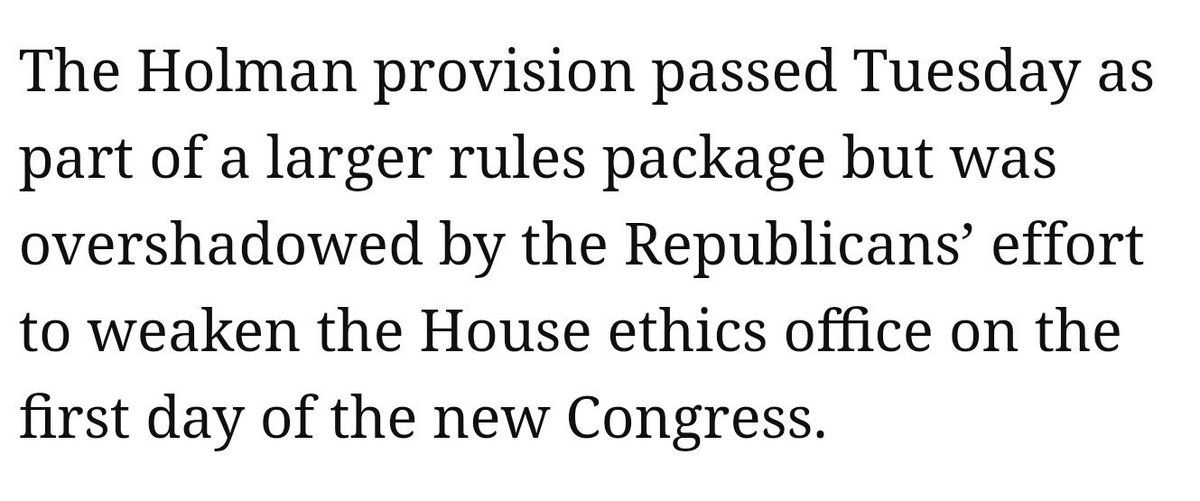 The Holman provision passed Tuesday as
part of a larger rules package but was
overshadowed by the Republicans’ effort
to weaken the House ethics office on the
first day of the new Congress.